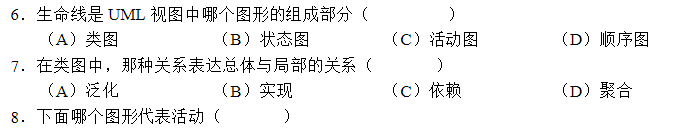 6．生命线是 UML 视图中哪个图形的组成部分（　　　　）
（A）类图　　（B）状态图　　（C）活动图　　（D）顺序图
7．在类图中，那种关系表达总体与局部的关系（　　　　）
（A）泛化　　（B）实现　　（C）依赖　　（D）聚合
8．下面哪个图形代表活动（　　　　）